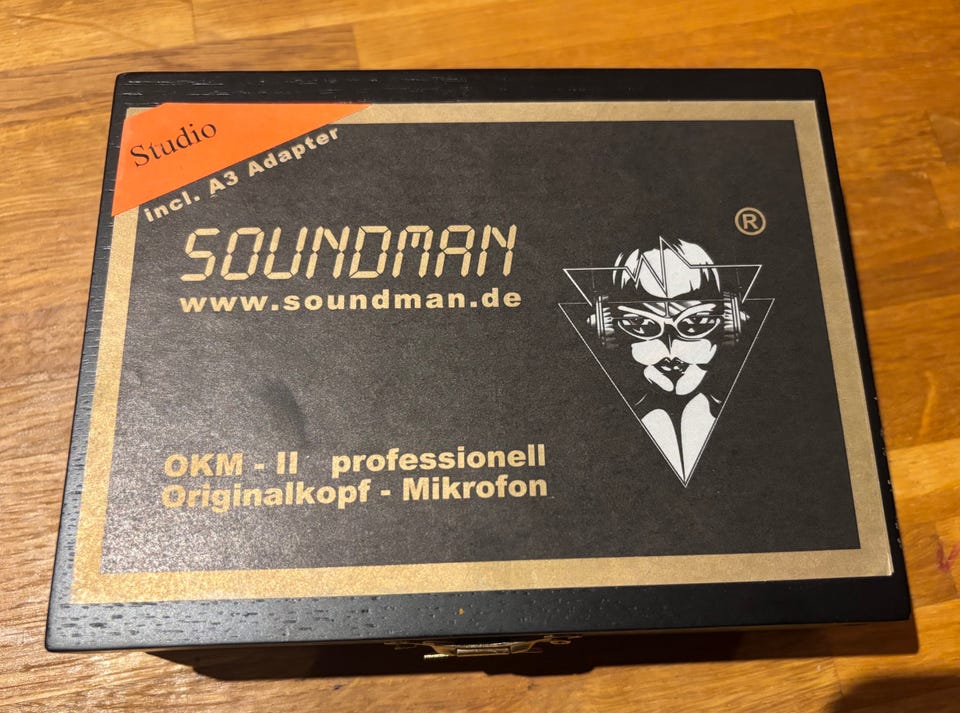 Studio
incl. A3 Adapter
SOUNDMAN
®
www.soundman.de
OKM - II professionell
Originalkopf - Mikrofon